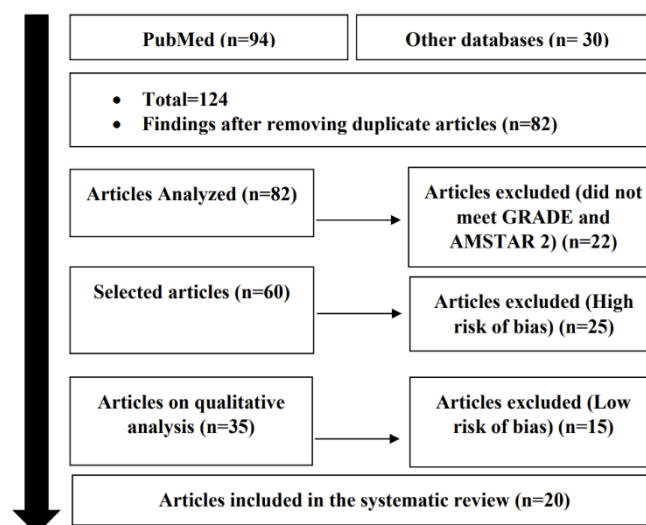 PubMed (n=94)
Other databases (n= 30)
• Total=124
• Findings after removing duplicate articles (n=82)
Articles Analyzed (n=82)
Articles excluded (did not
meet GRADE and
AMSTAR 2) (n=22)
Selected articles (n=60)
Articles excluded (High
risk of bias) (n=25)
Articles on qualitative
analysis (n=35)
Articles excluded (Low
risk of bias) (n=15)
Articles included in the systematic review (n=20)